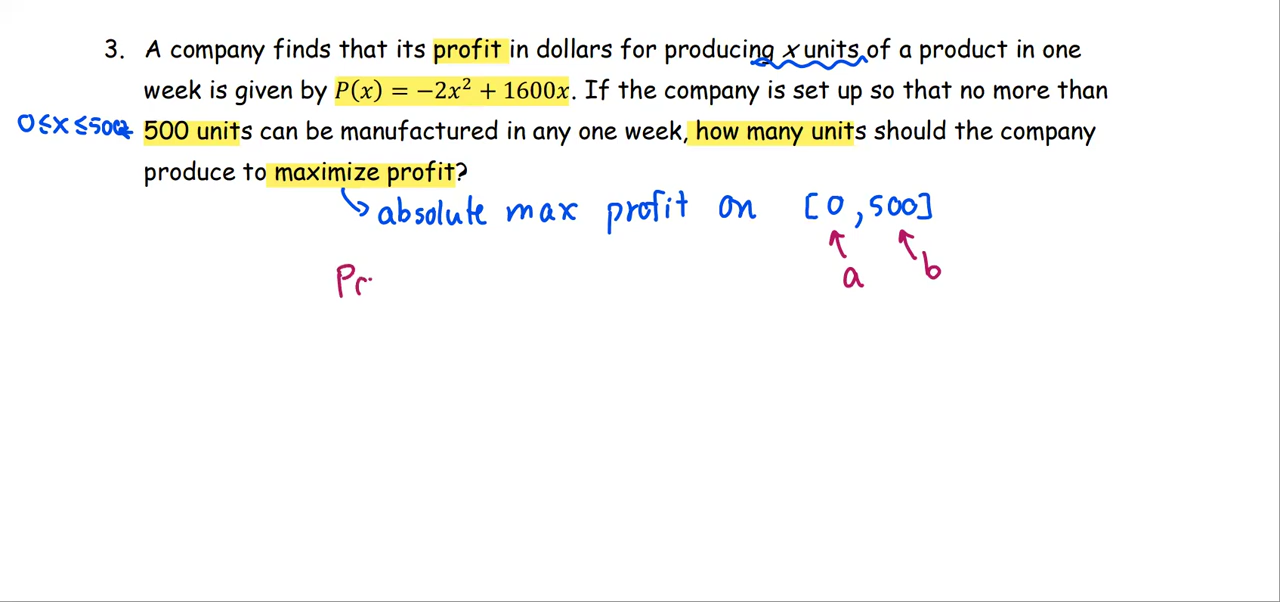 3. A company finds that its profit in dollars for producing x units of a product in one
week is given by P(x) = −2x² + 1600x. If the company is set up so that no more than
0≤x≤500
500 units can be manufactured in any one week, how many units should the company
produce to maximize profit?
absolute max profit on [0,500]
a b
Pr